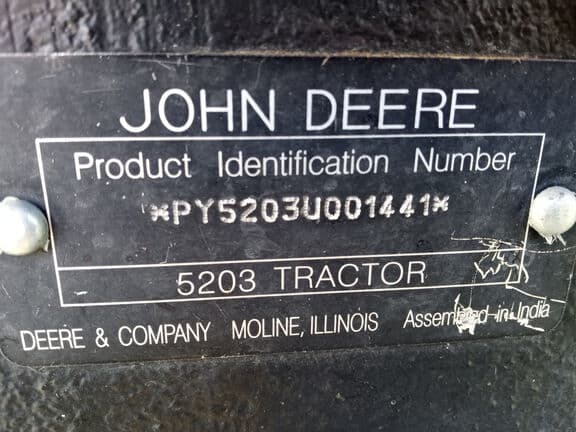 JOHN DEERE
Product Identification Number
*PY5203U001441*
5203 TRACTOR
DEERE & COMPANY MOLINE, ILLINOIS Assembled in India